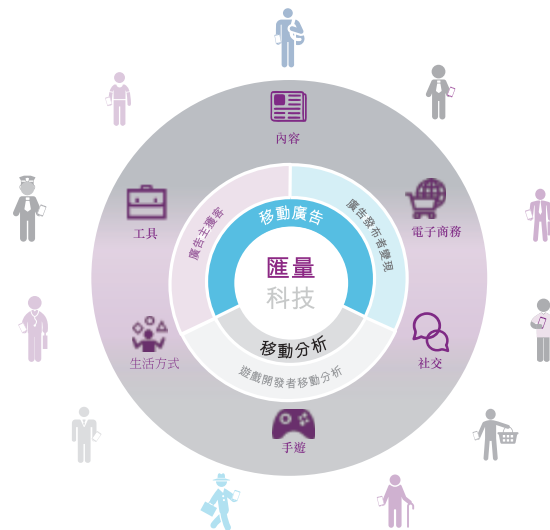 內容
電子商務
社交
手遊
生活方式
工具
廣告主獲客
廣告發布者變現
移動廣告
匯量
科技
移動分析
遊戲開發者移動分析